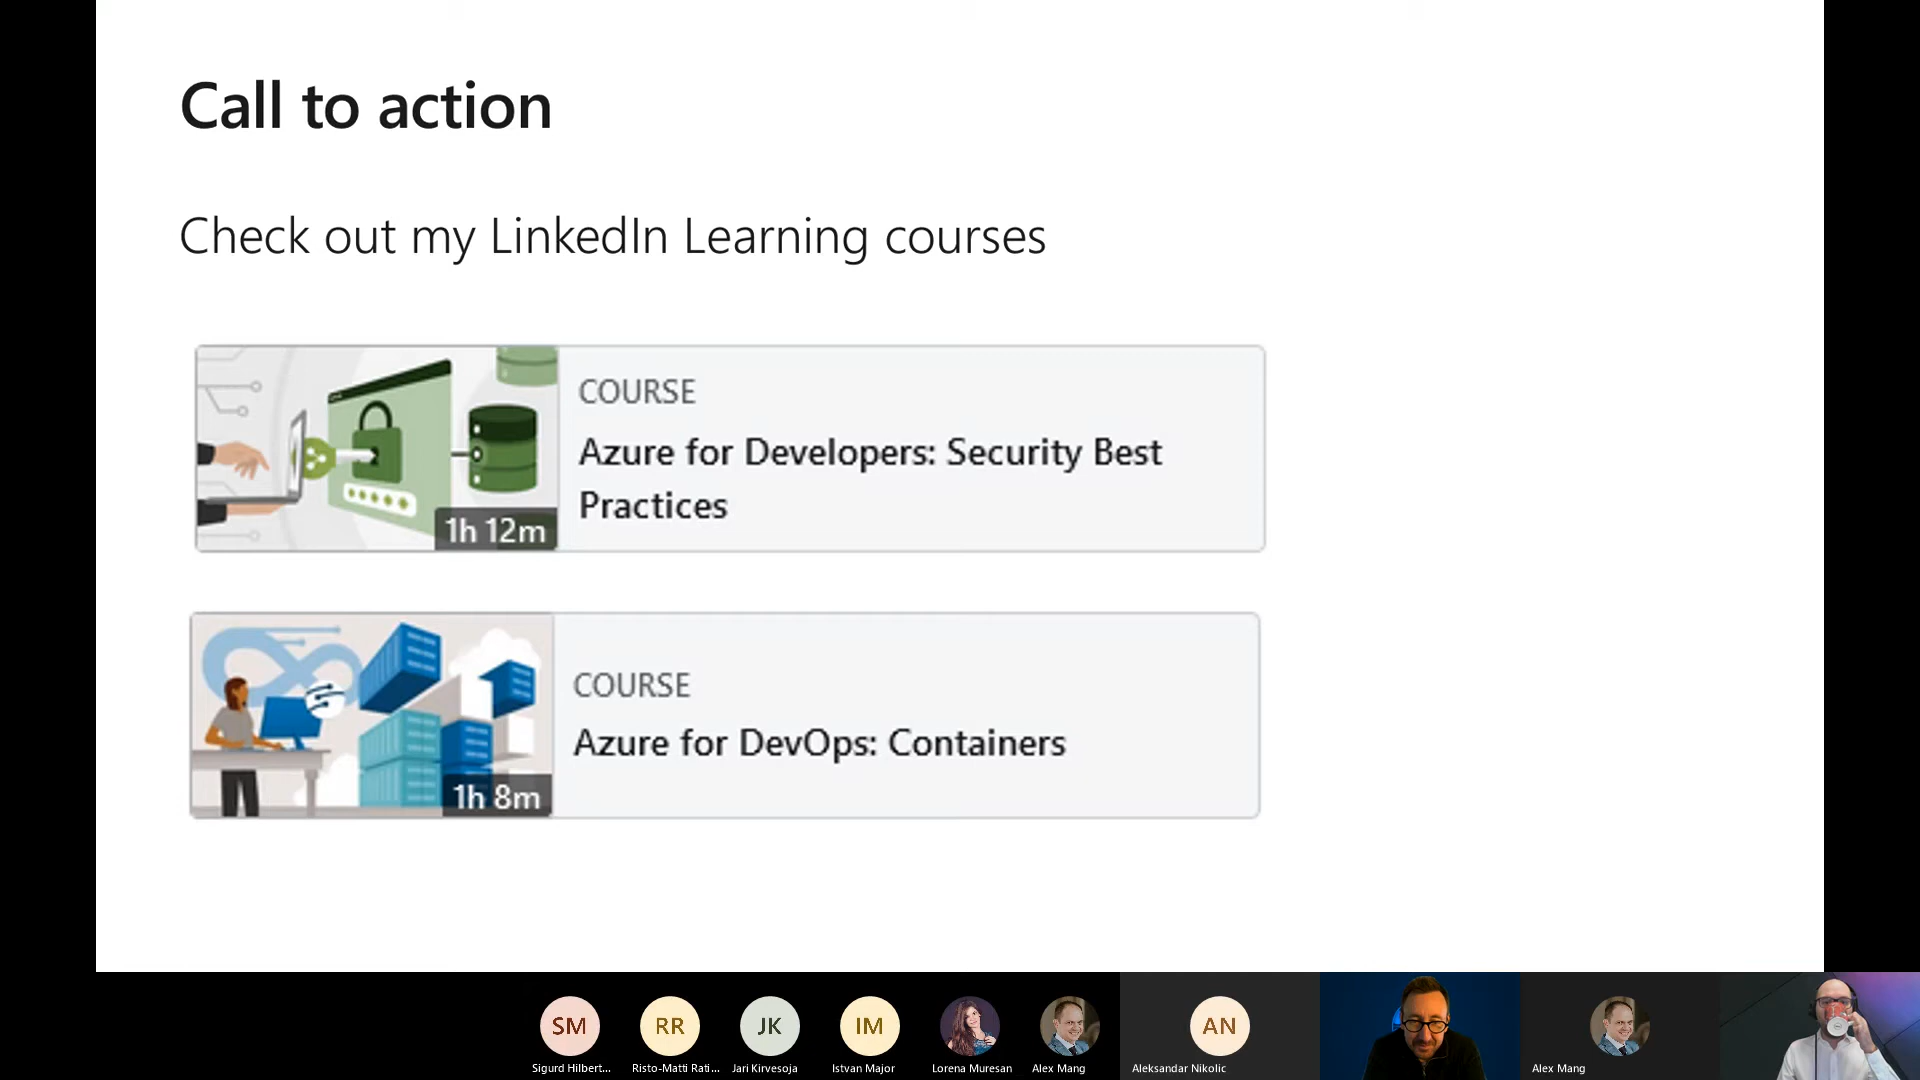 Call to action
Check out my LinkedIn Learning courses
COURSE
Azure for Developers: Security Best
Practices
1h 12m
COURSE
Azure for DevOps: Containers
1h 8m
SM
RR
JK
IM
AN
Sigurd Hilbert...
Risto-Matti Rati...
Jari Kirvesoja
Istvan Major
Lorena Muresan
Alex Mang
Aleksandar Nikolic
Alex Mang